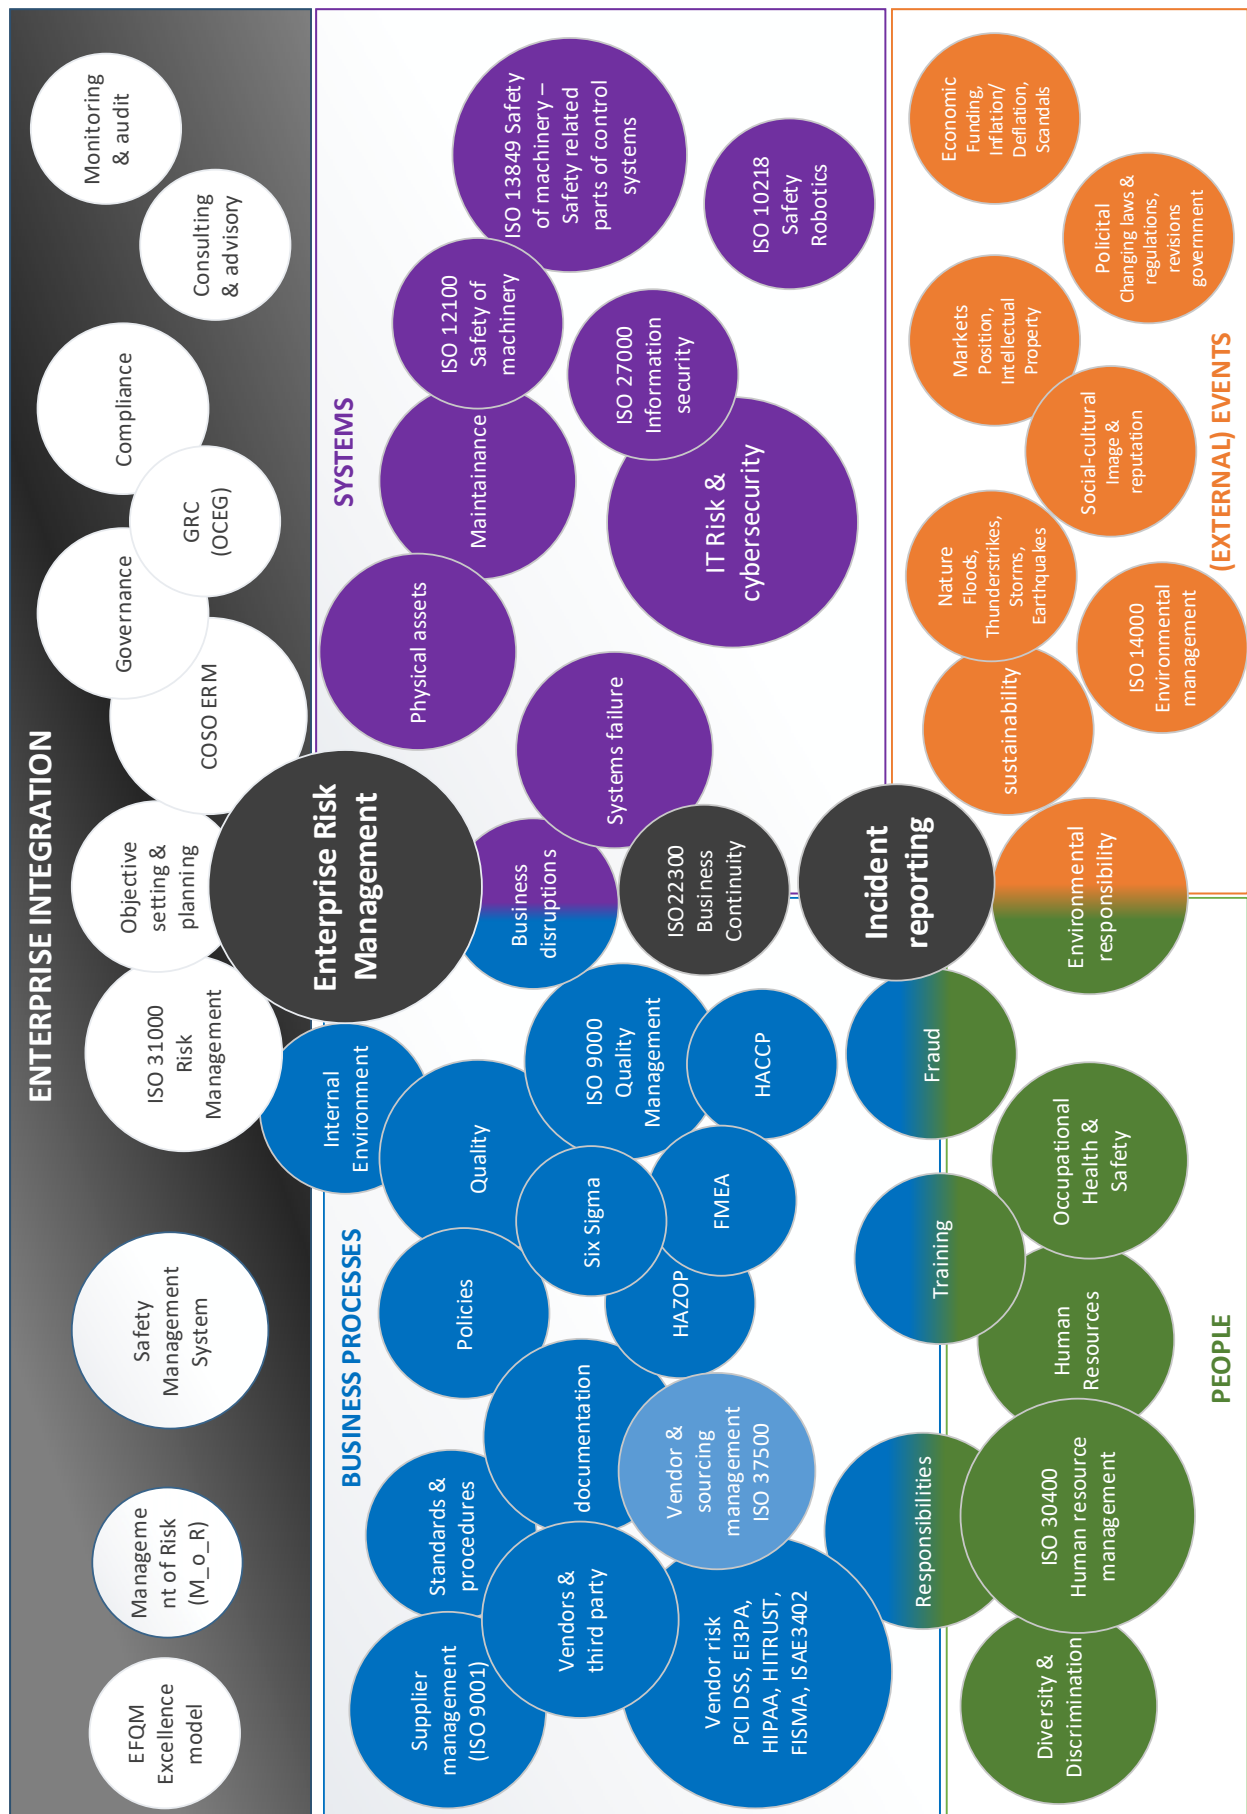 ENTERPRISE INTEGRATION
EFQM
Excellence
model
Manageme
nt of Risk
(M_o_R)
Safety
Management
System
ISO 31000
Risk
Management
Objective
setting &
planning
COSO ERM
Governance
GRC
(OCEG)
Compliance
Consulting
& advisory
Monitoring
& audit
Enterprise Risk
Management
BUSINESS PROCESSES
Internal
Environment
Quality
Policies
Standards &
procedures
Supplier
management
(ISO 9001)
Vendors &
third party
documentation
Six Sigma
ISO 9000
Quality
Management
HACCP
FMEA
HAZOP
Vendor &
sourcing
management
ISO 37500
Vendor risk
PCI DSS, EI3PA,
HIPAA, HITRUST,
FISMA, ISAE3402
Business
disruptions
ISO22300
Business
Continuity
SYSTEMS
Physical assets
Systems failure
Maintainance
ISO 12100
Safety of
machinery
ISO 13849 Safety
of machinery –
Safety related
parts of control
systems
IT Risk &
cybersecurity
ISO 27000
Information
security
ISO 10218
Safety
Robotics
Incident
reporting
Responsibilities
Training
Fraud
Environmental
responsibility
Diversity &
Discrimination
ISO 30400
Human resource
management
Human
Resources
Occupational
Health &
Safety
PEOPLE
sustainability
Nature
Floods,
Thunderstrikes,
Storms,
Earthquakes
ISO 14000
Environmental
management
Social-cultural
Image &
reputation
Markets
Position,
Intellectual
Property
Policital
Changing laws &
regulations,
revisions
government
Economic
Funding,
Inflation/
Deflation,
Scandals
(EXTERNAL) EVENTS